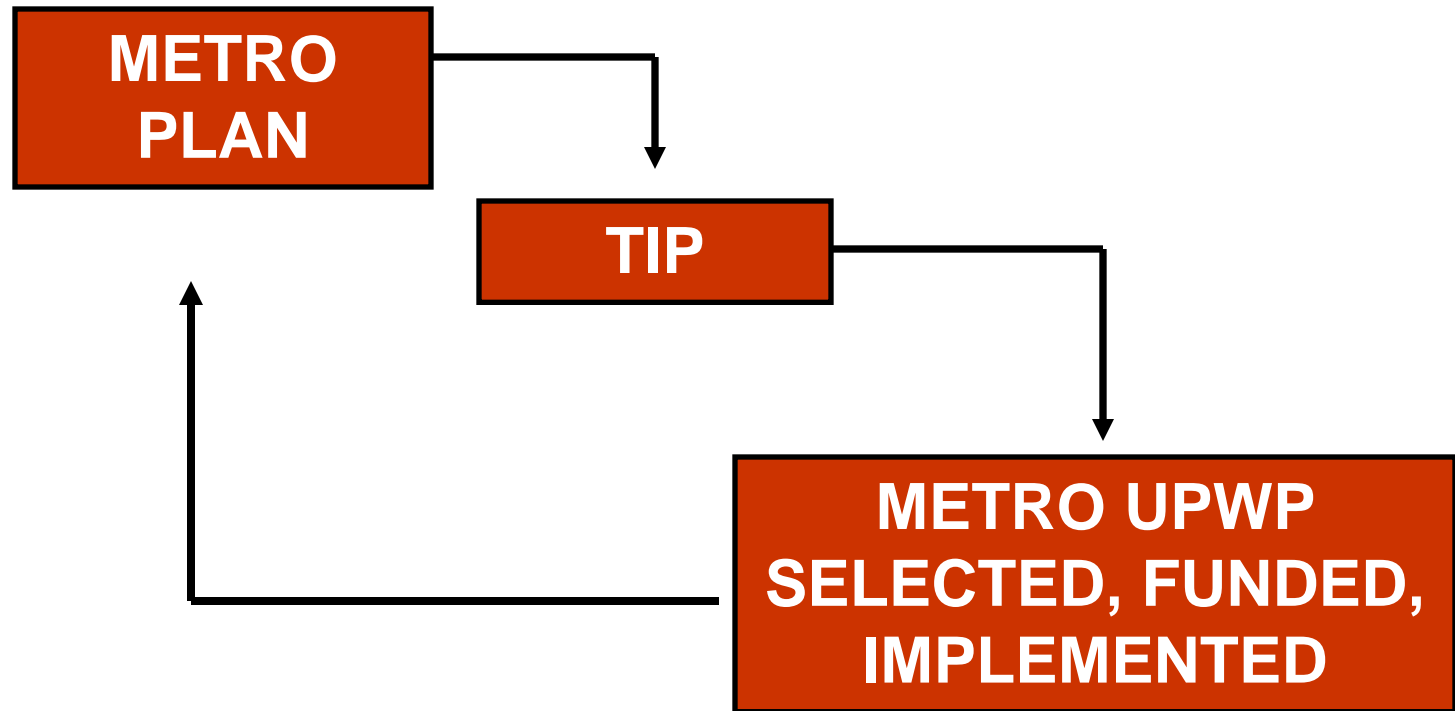 METRO
PLAN
TIP
METRO UPWP
SELECTED, FUNDED,
IMPLEMENTED